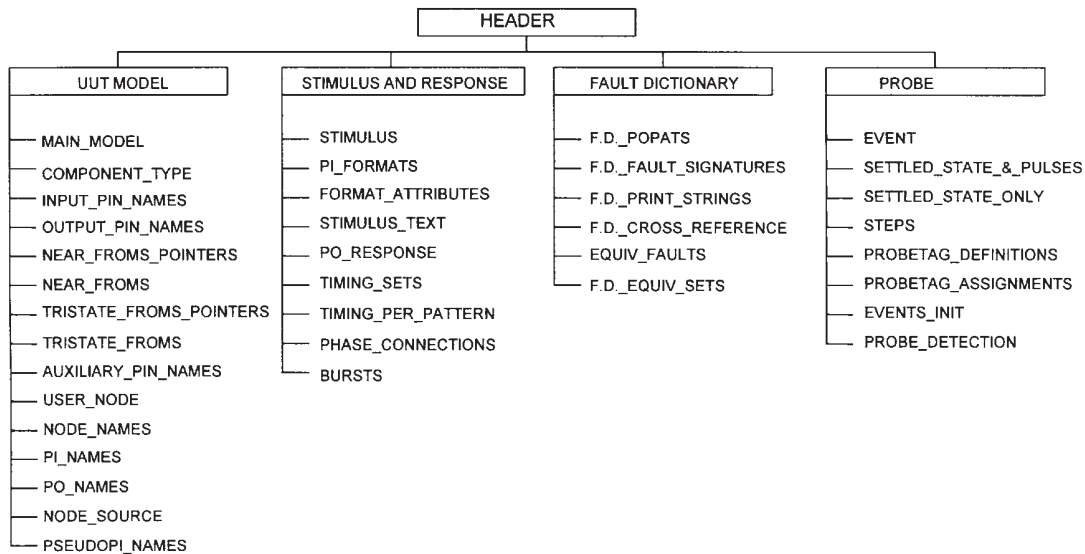 HEADER
UUT MODEL
MAIN_MODEL
COMPONENT_TYPE
INPUT_PIN_NAMES
OUTPUT_PIN_NAMES
NEAR_FROMS_POINTERS
NEAR_FROMS
TRISTATE_FROMS_POINTERS
TRISTATE_FROMS
AUXILIARY_PIN_NAMES
USER_NODE
NODE_NAMES
PI_NAMES
PO_NAMES
NODE_SOURCE
PSEUDOPI_NAMES
STIMULUS AND RESPONSE
STIMULUS
PI_FORMATS
FORMAT_ATTRIBUTES
STIMULUS_TEXT
PO_RESPONSE
TIMING_SETS
TIMING_PER_PATTERN
PHASE_CONNECTIONS
BURSTS
FAULT DICTIONARY
F.D._POPATS
F.D._FAULT_SIGNATURES
F.D._PRINT_STRINGS
F.D._CROSS_REFERENCE
EQUIV_FAULTS
F.D._EQUIV_SETS
PROBE
EVENT
SETTLED_STATE_&_PULSES
SETTLED_STATE_ONLY
STEPS
PROBETAG_DEFINITIONS
PROBETAG_ASSIGNMENTS
EVENTS_INIT
PROBE_DETECTION